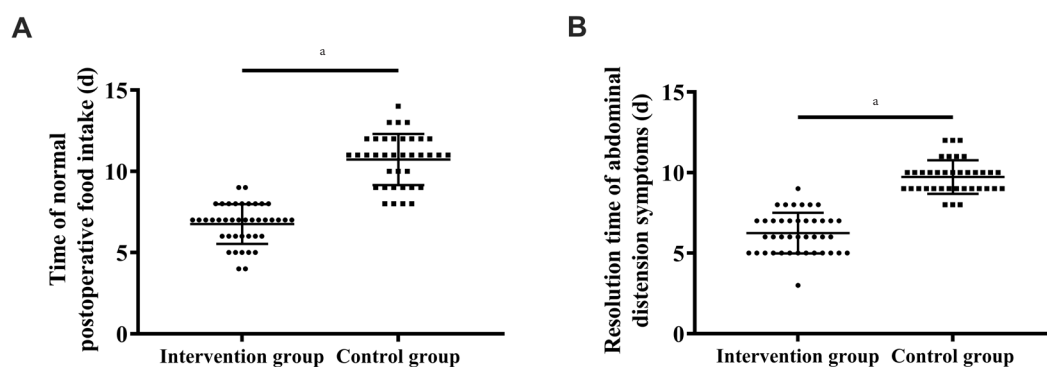 A
Time of normal
postoperative food intake (d)
a
15
10
5
0
Intervention group
Control group
B
Resolution time of abdominal
distension symptoms (d)
a
15
10
5
0
Intervention group
Control group